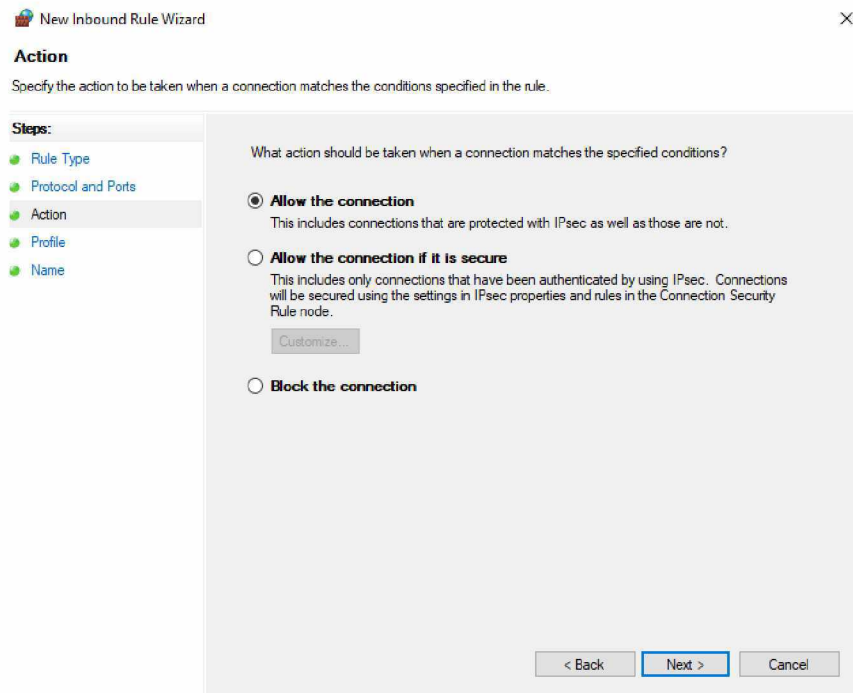 New Inbound Rule Wizard
Action
Specify the action to be taken when a connection matches the conditions specified in the rule.
Steps:
Rule Type
Protocol and Ports
Action
Profile
Name
What action should be taken when a connection matches the specified conditions?
Allow the connection
This includes connections that are protected with IPsec as well as those are not.
Allow the connection if it is secure
This includes only connections that have been authenticated by using IPsec. Connections
will be secured using the settings in IPsec properties and rules in the Connection Security
Rule node.
Customize...
Block the connection
< Back
Next >
Cancel